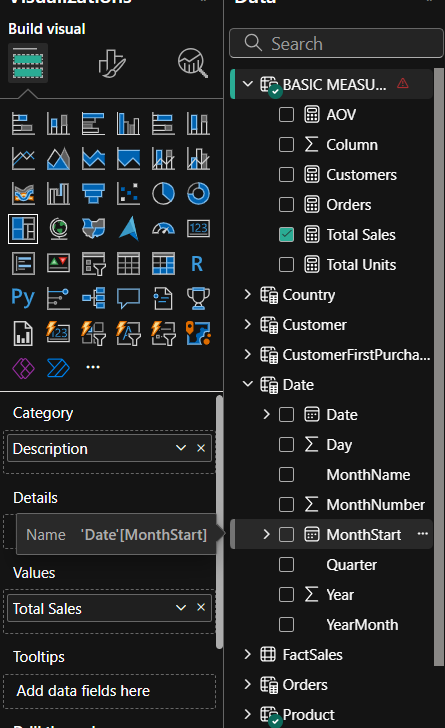 Visualizations
Data
Build visual
Search
BASIC MEASU...
AOV
Column
Customers
Orders
Total Sales
Total Units
Country
Customer
CustomerFirstPurcha...
Date
Date
Day
MonthName
MonthNumber
MonthStart
Quarter
Year
YearMonth
FactSales
Orders
Product
123
R
Py
123
Category
Description
Details
Name 'Date'[MonthStart]
Values
Total Sales
Tooltips
Add data fields here